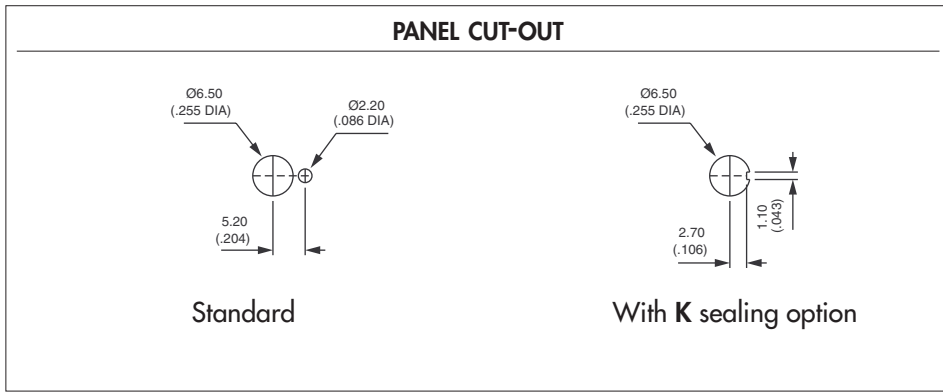 PANEL CUT-OUT
Ø6.50
(.255 DIA)
Ø2.20
(.086 DIA)
5.20
(.204)
Standard
Ø6.50
(.255 DIA)
2.70
(.106)
1.10
(.043)
With K sealing option